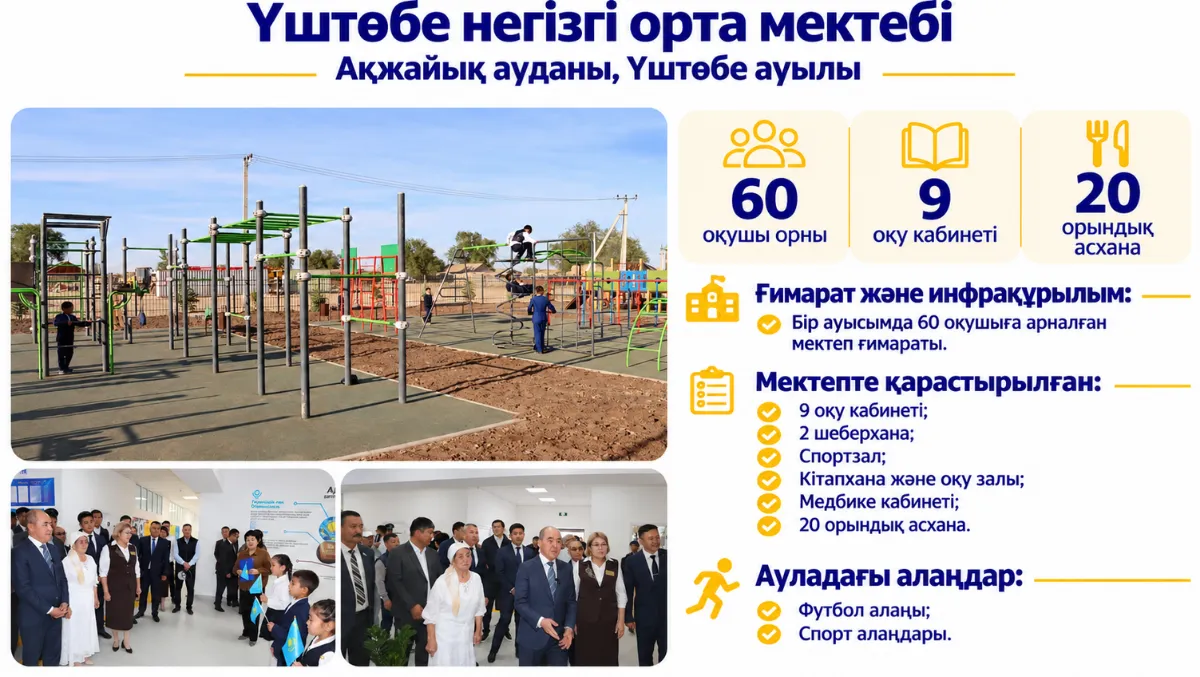 Үштөбе негізгі орта мектебі
Ақжайық ауданы, Үштөбе ауылы
60
оқушы орны
9
оқу кабинеті
20
орындық
асхана
Ғимарат және инфрақұрылым:
Бір ауысымда 60 оқушыға арналған
мектеп ғимараты.
Мектепте қарастырылған:
9 оқу кабинеті;
2 шеберхана;
Спортзал;
Кітапхана және оқу залы;
Медбике кабинеті;
20 орындық асхана.
Ауладағы алаңдар:
Футбол алаңы;
Спорт алаңдары.